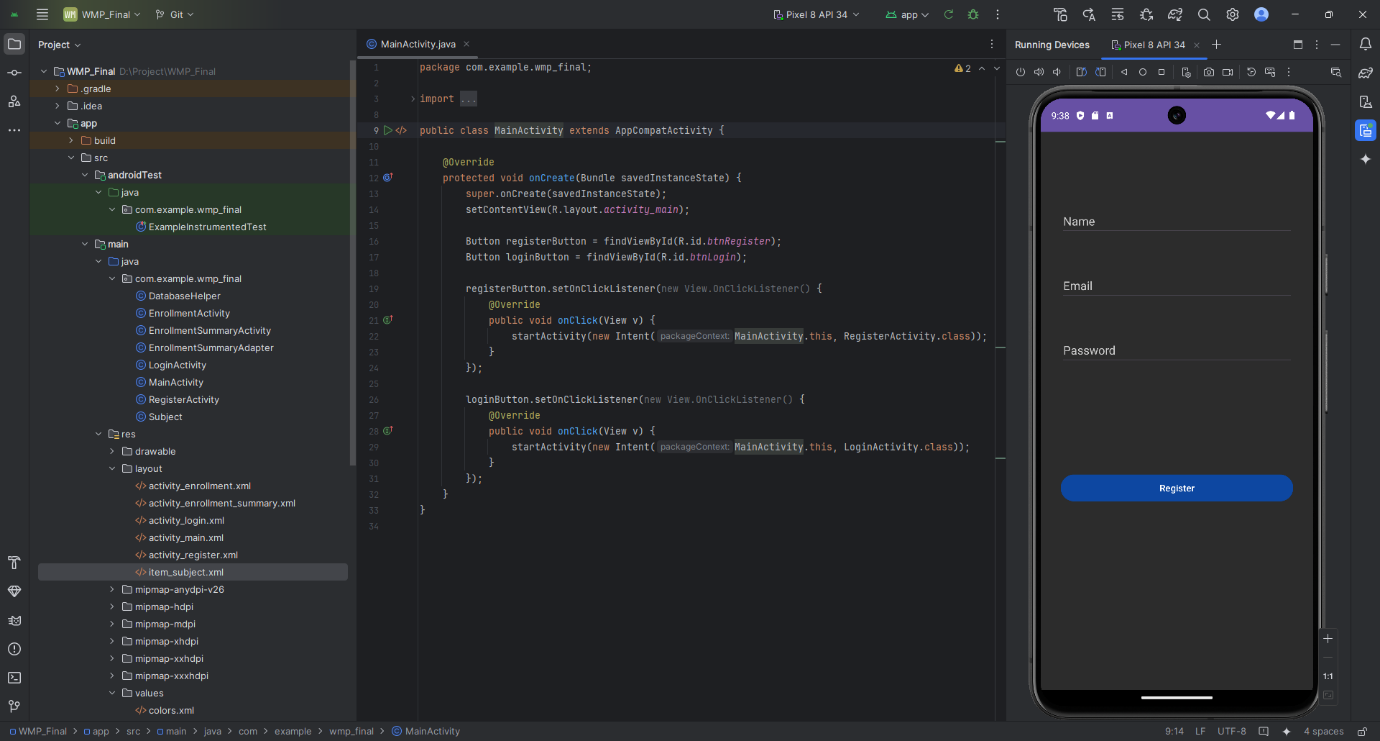 WM WMP_Final Git Pixel 8 API 34 app
Project
WMP_Final D:\Project\WMP_Final
.gradle
.idea
app
build
src
androidTest
java
com.example.wmp_final
ExampleInstrumentedTest
main
java
com.example.wmp_final
DatabaseHelper
EnrollmentActivity
EnrollmentSummaryActivity
EnrollmentSummaryAdapter
LoginActivity
MainActivity
RegisterActivity
Subject
res
drawable
layout
activity_enrollment.xml
activity_enrollment_summary.xml
activity_login.xml
activity_main.xml
activity_register.xml
item_subject.xml
mipmap-anydpi-v26
mipmap-hdpi
mipmap-mdpi
mipmap-xhdpi
mipmap-xxhdpi
mipmap-xxxhdpi
values
colors.xml
MainActivity.java
2
1 package com.example.wmp_final;
2
3 import ...
8
9 public class MainActivity extends AppCompatActivity {
10
11 @Override
12 protected void onCreate(Bundle savedInstanceState) {
13 super.onCreate(savedInstanceState);
14 setContentView(R.layout.activity_main);
15
16 Button registerButton = findViewById(R.id.btnRegister);
17 Button loginButton = findViewById(R.id.btnLogin);
18
19 registerButton.setOnClickListener(new View.OnClickListener() {
20 @Override
21 public void onClick(View v) {
22 startActivity(new Intent( packageContext: MainActivity.this, RegisterActivity.class));
23 }
24 });
25
26 loginButton.setOnClickListener(new View.OnClickListener() {
27 @Override
28 public void onClick(View v) {
29 startActivity(new Intent( packageContext: MainActivity.this, LoginActivity.class));
30 }
31 });
32 }
33 }
34
Running Devices Pixel 8 API 34
9:38
Name
Email
Password
Register
1:1
WMP_Final > app > src > main > java > com > example > wmp_final > MainActivity
9:14 LF UTF-8 4 spaces